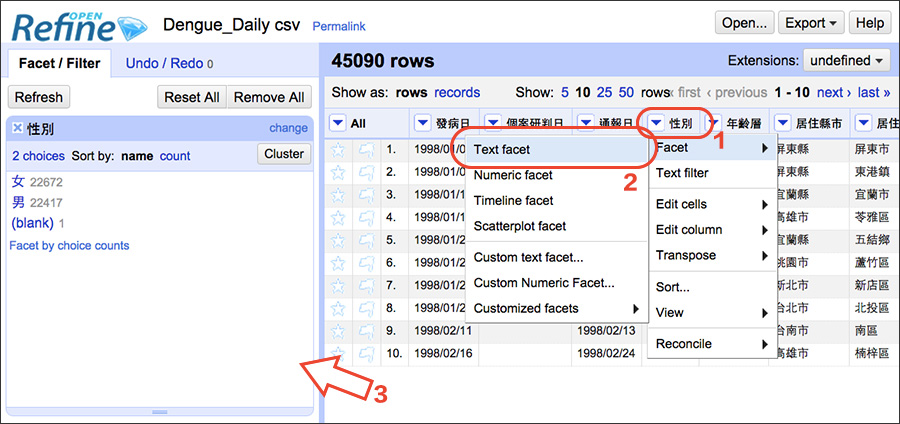 OPEN
Refine Dengue_Daily csv Permalink Open... Export Help
Facet / Filter Undo / Redo 0
45090 rows Extensions: undefined
Refresh Reset All Remove All
Show as: rows records Show: 5 10 25 50 rows ‹ first ‹ previous 1 - 10 next › last »
性別 change
2 choices Sort by: name count Cluster
女 22672
男 22417
(blank) 1
Facet by choice counts
All 發病日 個案研判日 通報日 性別 年齡層 居住縣市 居住
1. 1998/01/0 屏東縣 屏東市
2. 1998/01/0 屏東縣 東港鎮
3. 1998/01/ 宜蘭縣 宜蘭市
4. 1998/01/1 高雄市 苓雅區
5. 1998/01/2 宜蘭縣 五結鄉
6. 1998/01/2 桃園市 蘆竹區
7. 1998/01/2 新北市 新店區
8. 1998/01/2 台北市 北投區
9. 1998/02/11 1998/02/13 台南市 南區
10. 1998/02/16 1998/02/24 高雄市 楠梓區
Facet
Text filter
Edit cells
Edit column
Transpose
Sort...
View
Reconcile
Text facet
Numeric facet
Timeline facet
Scatterplot facet
Custom text facet...
Custom Numeric Facet...
Customized facets
1
2
3